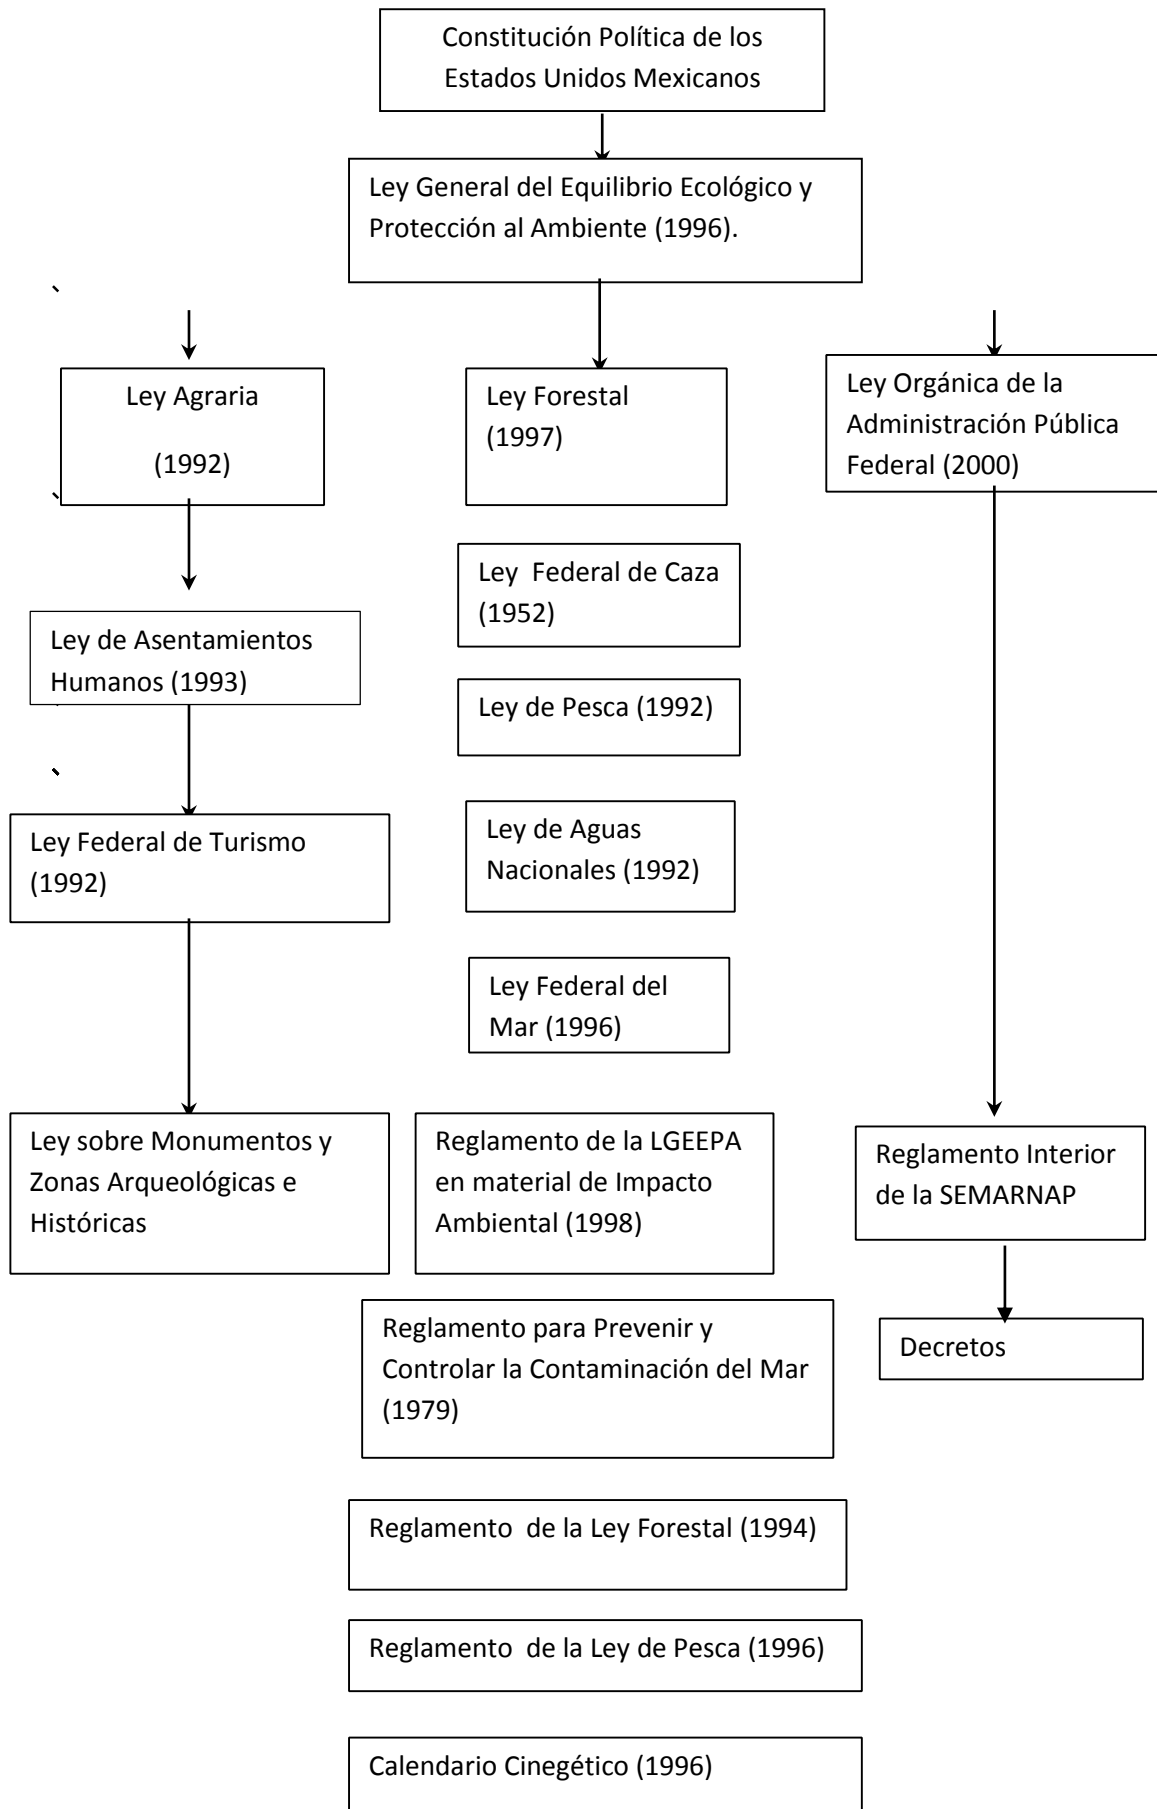 Constitución Política de los
Estados Unidos Mexicanos
Ley General del Equilibrio Ecológico y
Protección al Ambiente (1996).
Ley Agraria
(1992)
Ley Forestal
(1997)
Ley Orgánica de la
Administración Pública
Federal (2000)
Ley  Federal de Caza
(1952)
Ley de Asentamientos
Humanos (1993)
Ley de Pesca (1992)
Ley Federal de Turismo
(1992)
Ley de Aguas
Nacionales (1992)
Ley Federal del
Mar (1996)
Ley sobre Monumentos y
Zonas Arqueológicas e
Históricas
Reglamento de la LGEEPA
en material de Impacto
Ambiental (1998)
Reglamento Interior
de la SEMARNAP
Reglamento para Prevenir y
Controlar la Contaminación del Mar
(1979)
Decretos
Reglamento  de la Ley Forestal (1994)
Reglamento  de la Ley de Pesca (1996)
Calendario Cinegético (1996)